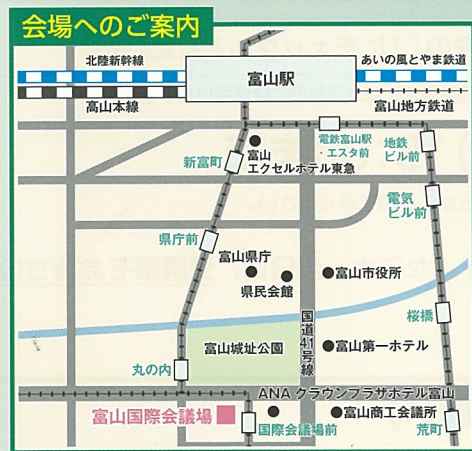 会場へのご案内
北陸新幹線
あいの風とやま鉄道
富山駅
高山本線
富山地方鉄道
電鉄富山駅
・エスタ前
地鉄
ビル前
富山
エクセルホテル東急
新富町
電気
ビル前
県庁前
富山県庁
県民会館
富山市役所
桜橋
国道41号線
富山城址公園
富山第一ホテル
丸の内
ANA クラウンプラザホテル富山
富山国際会議場
国際会議場前
富山商工会議所
荒町